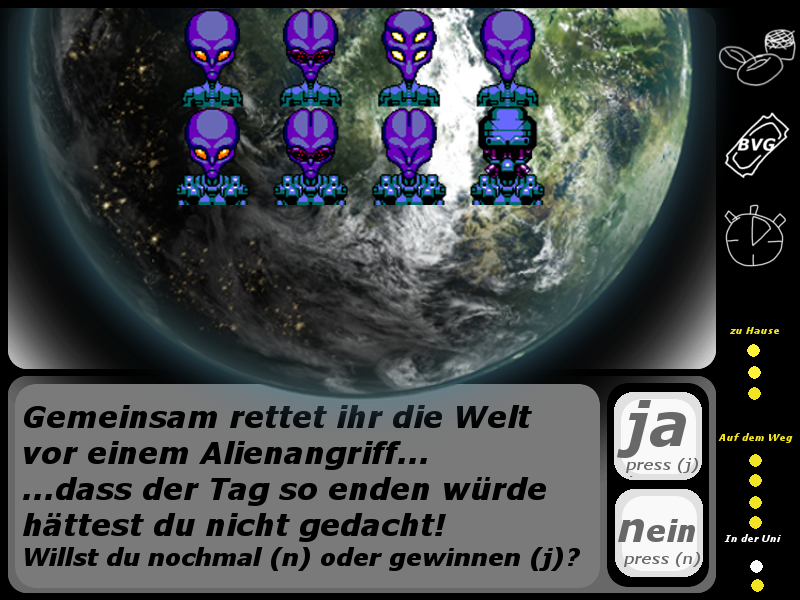 Gemeinsam rettet ihr die Welt
vor einem Alienangriff...
...dass der Tag so enden würde
hättest du nicht gedacht!
Willst du nochmal (n) oder gewinnen (j)?
ja
press (j)
nein
press (n)
BVG
zu Hause
Auf dem Weg
In der Uni